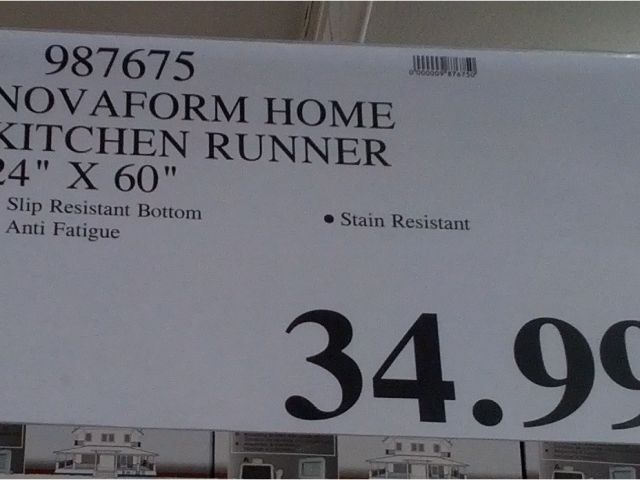 987675
NOVAFORM HOME
KITCHEN RUNNER
24" X 60"
Slip Resistant Bottom
Anti Fatigue
• Stain Resistant
34.99